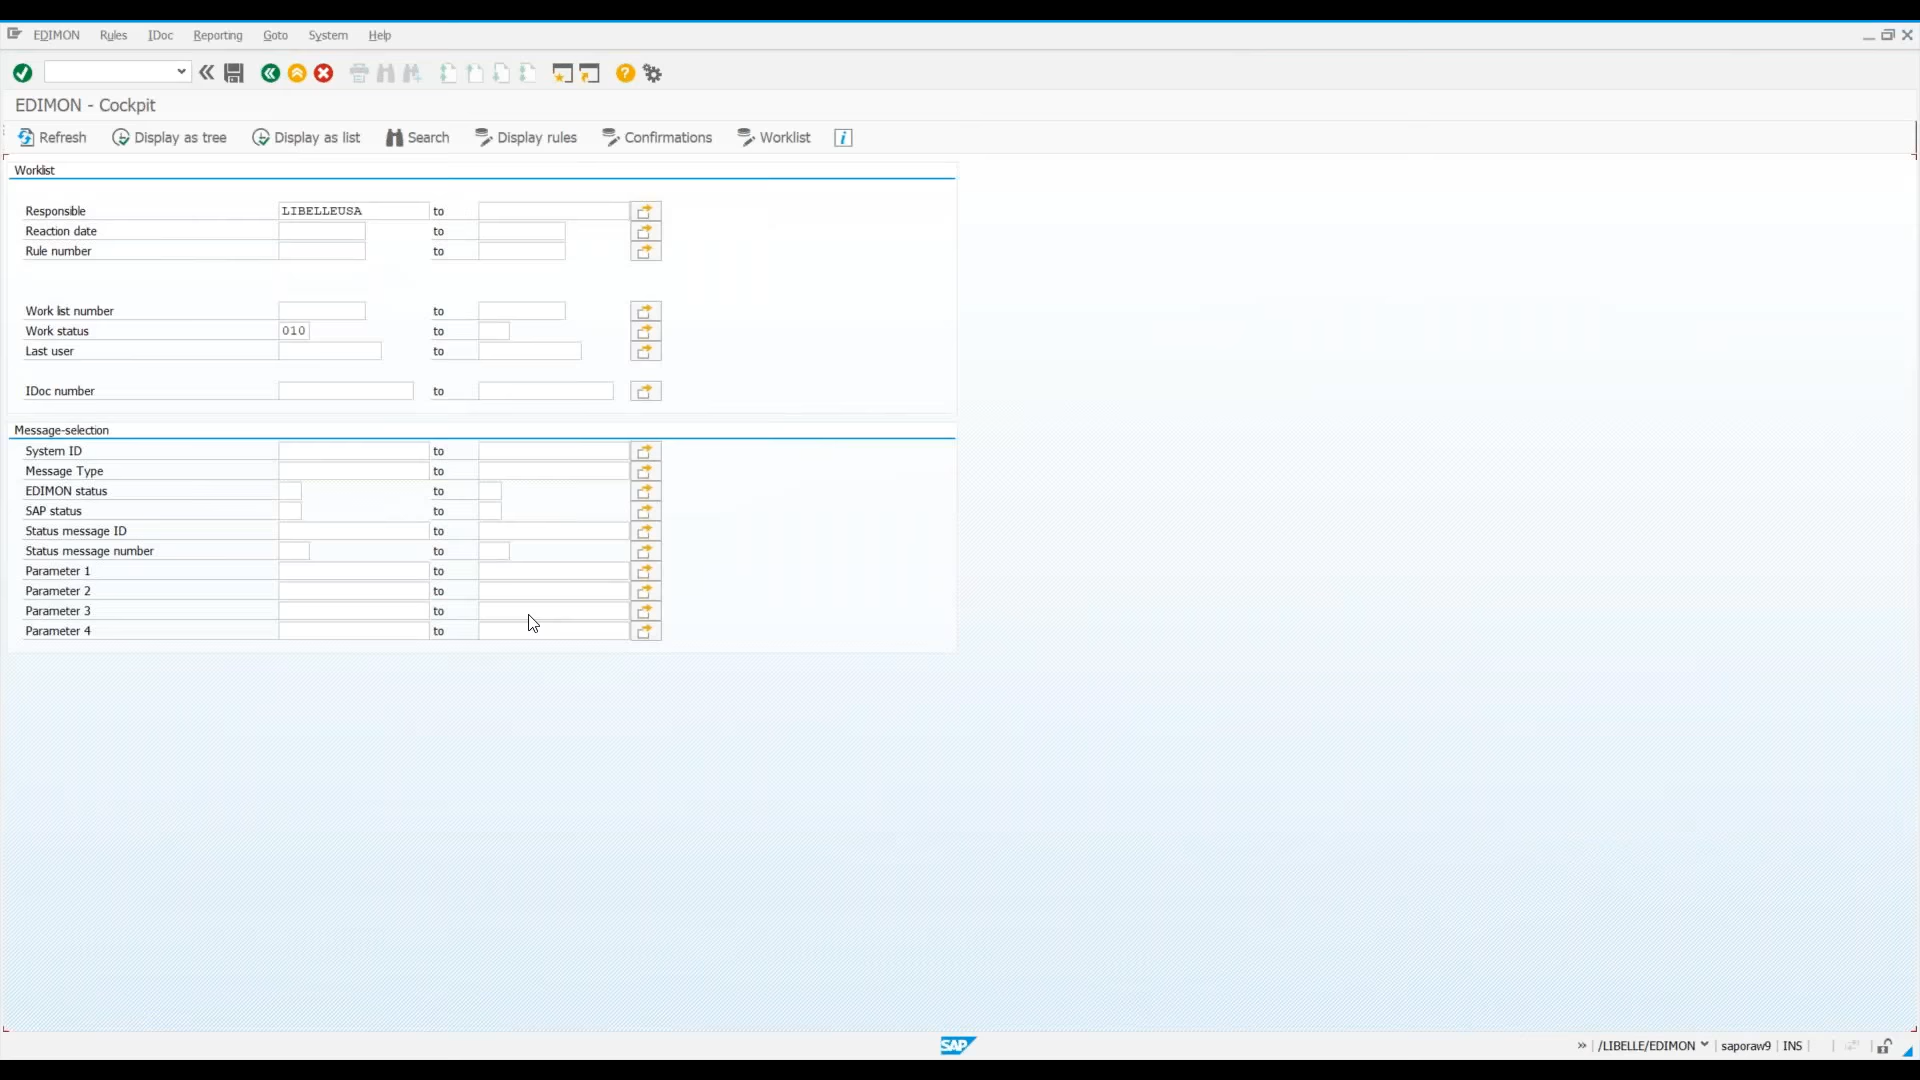 EDIMON Rules IDoc Reporting Goto System Help
EDIMON - Cockpit
Refresh Display as tree Display as list Search Display rules Confirmations Worklist i
Worklist
Responsible LIBELLEUSA to
Reaction date to
Rule number to
Work list number to
Work status 010 to
Last user to
IDoc number to
Message-selection
System ID to
Message Type to
EDIMON status to
SAP status to
Status message ID to
Status message number to
Parameter 1 to
Parameter 2 to
Parameter 3 to
Parameter 4 to
SAP » /LIBELLE/EDIMON saporaw9 INS